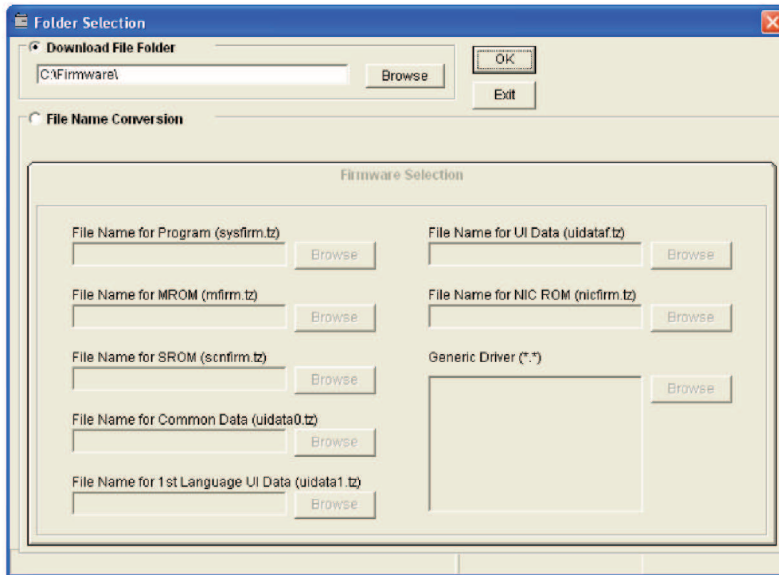 Folder Selection
Download File Folder
C:\Firmware\
Browse
OK
Exit
File Name Conversion
Firmware Selection
File Name for Program (sysfirm.tz)
Browse
File Name for UI Data (uidataf.tz)
Browse
File Name for MROM (mfirm.tz)
Browse
File Name for NIC ROM (nicfirm.tz)
Browse
File Name for SROM (scnfirm.tz)
Browse
Generic Driver (*.*)
Browse
File Name for Common Data (uidata0.tz)
Browse
File Name for 1st Language UI Data (uidata1.tz)
Browse